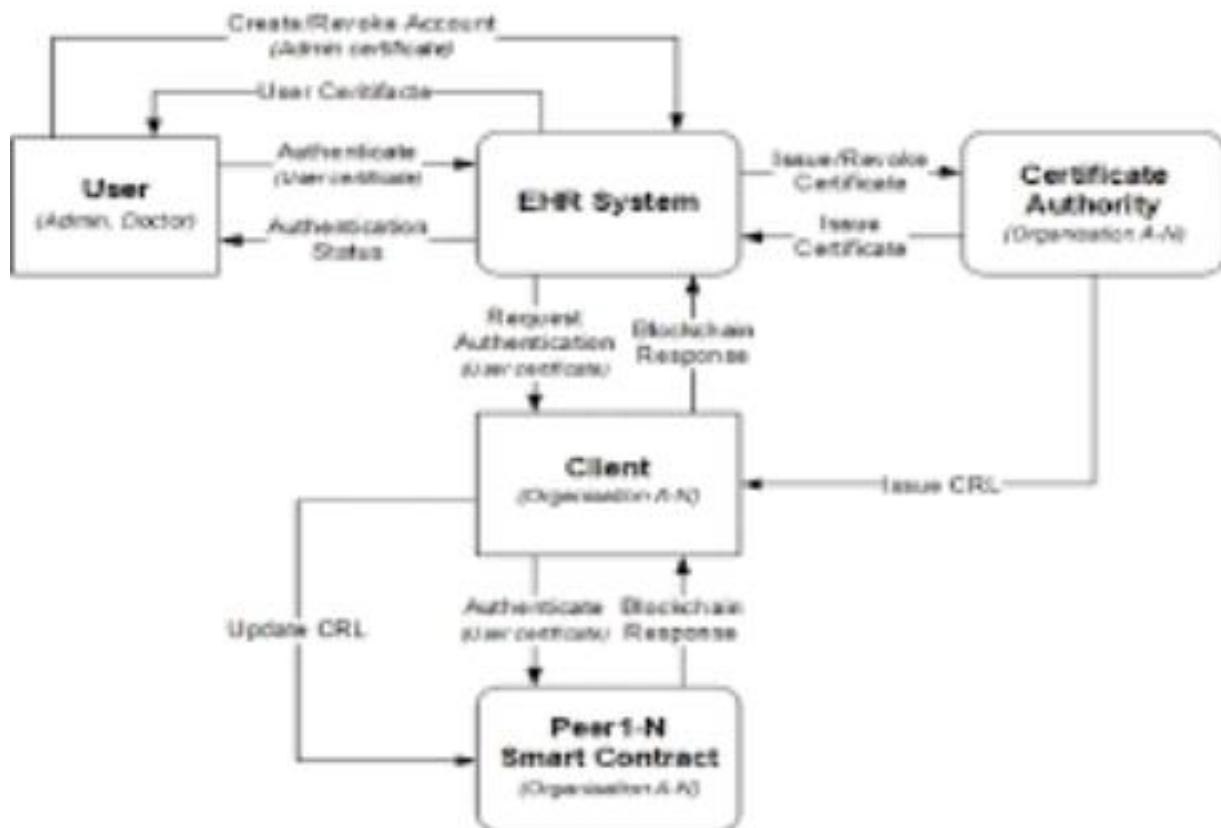 Create/Revoke Account
(Admin certificate)
User Ceritifacte
Authenticate
(User certificate)
Authentication
Status
User
(Admin, Doctor)
EHR System
Issue/Revoke
Certificate
Issue
Certificate
Certificate
Authority
(Organisation A-N)
Request
Authentication
(User certificate)
Blockchain
Response
Client
(Organisation A-N)
Issue CRL
Update CRL
Authenticate
(User certificate)
Blockchain
Response
Peer1-N
Smart Contract
(Organisation A-N)